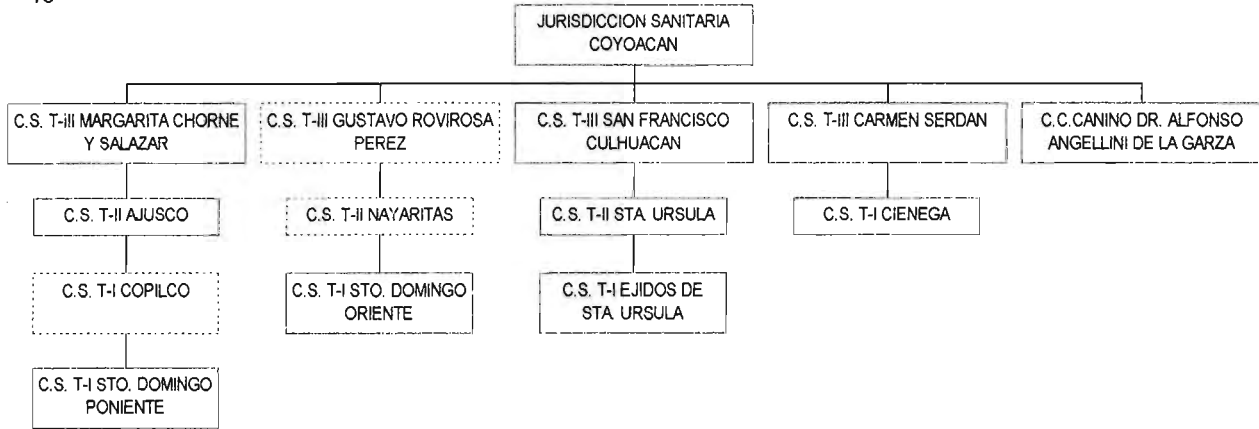 JURISDICCION SANITARIA
COYOACAN
C.S. T-III MARGARITA CHORNE
Y SALAZAR
C.S. T-III GUSTAVO ROVIROSA
PEREZ
C.S. T-III SAN FRANCISCO
CULHUACAN
C.S. T-III CARMEN SERDAN
C.C.CANINO DR. ALFONSO
ANGELLINI DE LA GARZA
C.S. T-II AJUSCO
C.S. T-II NAYARITAS
C.S. T-II STA. URSULA
C.S. T-I CIENEGA
C.S. T-I COPILCO
C.S. T-I STO. DOMINGO
ORIENTE
C.S. T-I EJIDOS DE
STA. URSULA
C.S. T-I STO. DOMINGO
PONIENTE